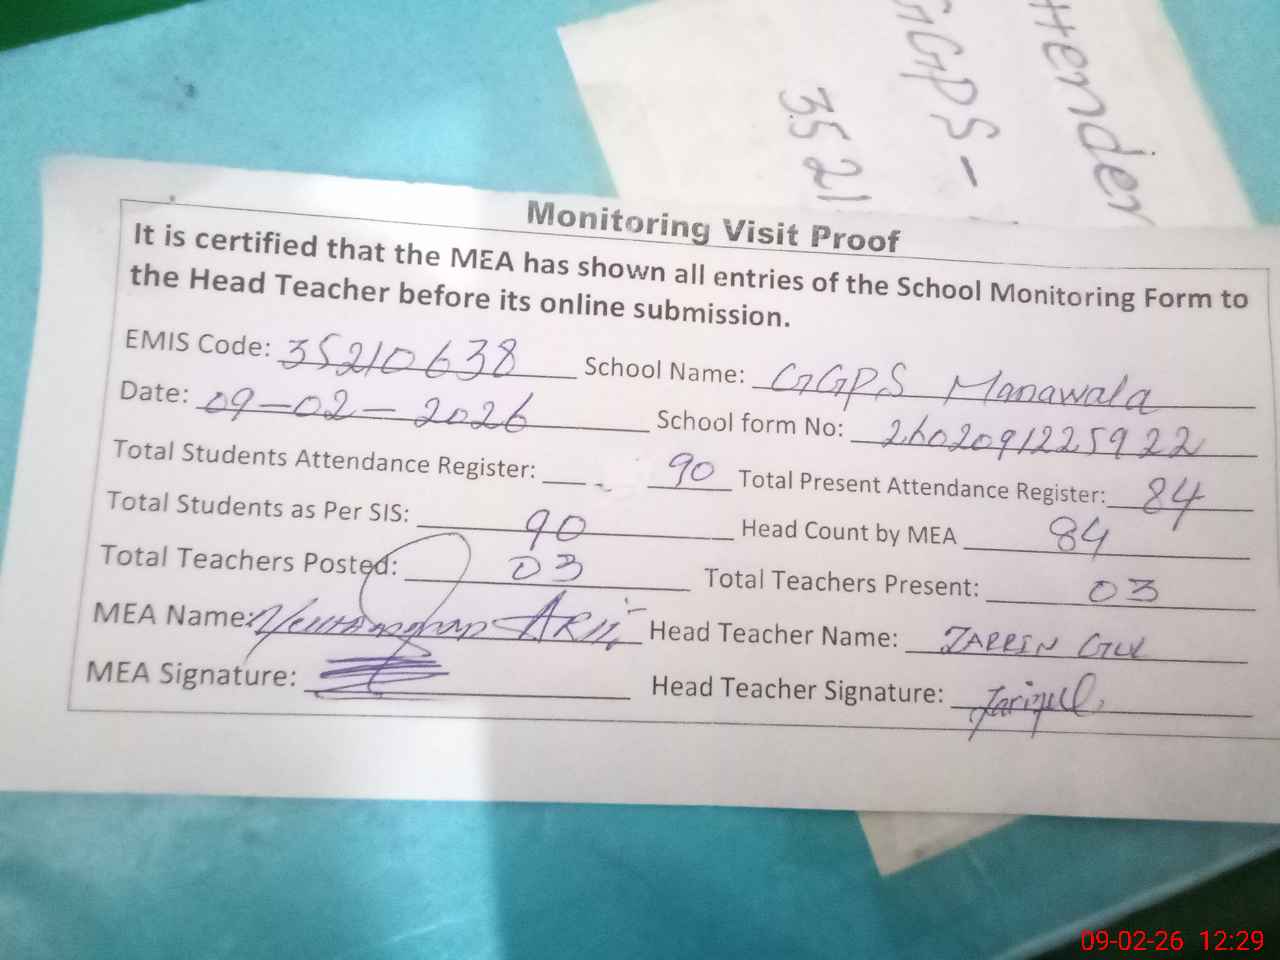 ttender
GGPS -
3521
Monitoring Visit Proof
It is certified that the MEA has shown all entries of the School Monitoring Form to
the Head Teacher before its online submission.
EMIS Code: 35210638 School Name: GGPS Manawala
Date: 09-02-2026 School form No: 2602091225922
Total Students Attendance Register: 90 Total Present Attendance Register: 84
Total Students as Per SIS: 90 Head Count by MEA 84
Total Teachers Posted: 03 Total Teachers Present: 03
MEA Name: Head Teacher Name: ZARRIN GUL
MEA Signature: Head Teacher Signature:
09-02-26 12:29